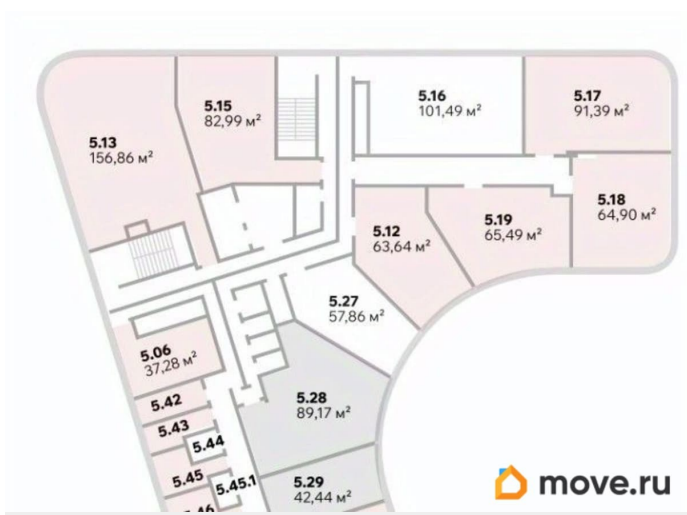 5.13
156,86 м²
5.15
82,99 м²
5.16
101,49 м²
5.17
91,39 м²
5.12
63,64 м²
5.19
65,49 м²
5.18
64,90 м²
5.27
57,86 м²
5.06
37,28 м²
5.28
89,17 м²
5.42
5.43
5.44
5.45
5.45.1
5.29
42,44 м²
move.ru